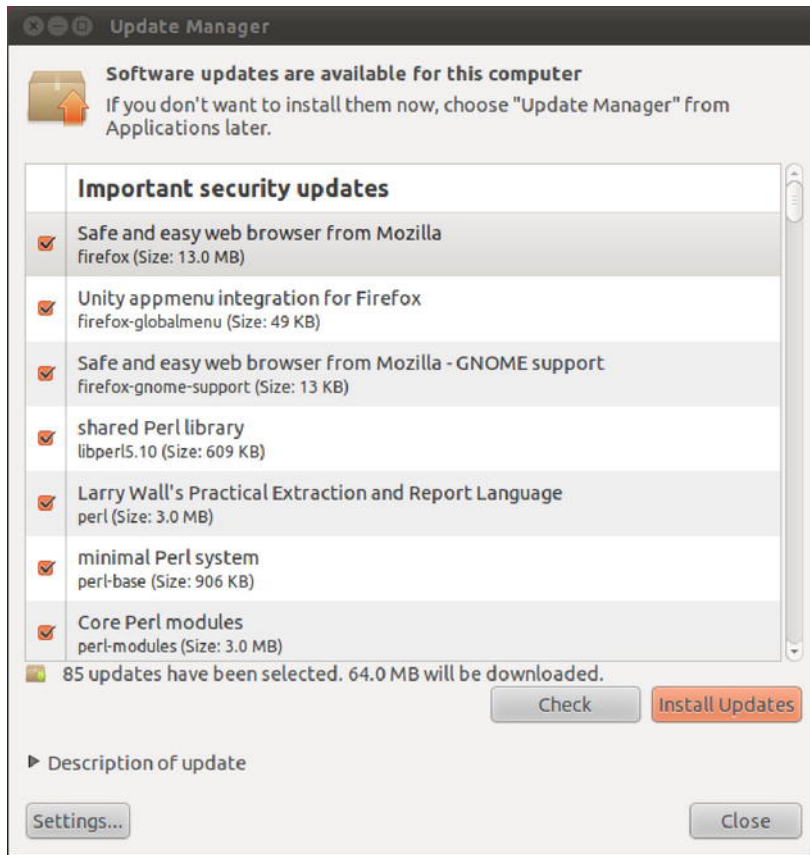 Update Manager
Software updates are available for this computer
If you don't want to install them now, choose "Update Manager" from
Applications later.
Important security updates
Safe and easy web browser from Mozilla
firefox (Size: 13.0 MB)
Unity appmenu integration for Firefox
firefox-globalmenu (Size: 49 KB)
Safe and easy web browser from Mozilla - GNOME support
firefox-gnome-support (Size: 13 KB)
shared Perl library
libperl5.10 (Size: 609 KB)
Larry Wall's Practical Extraction and Report Language
perl (Size: 3.0 MB)
minimal Perl system
perl-base (Size: 906 KB)
Core Perl modules
perl-modules (Size: 3.0 MB)
85 updates have been selected. 64.0 MB will be downloaded.
Check
Install Updates
Description of update
Settings...
Close